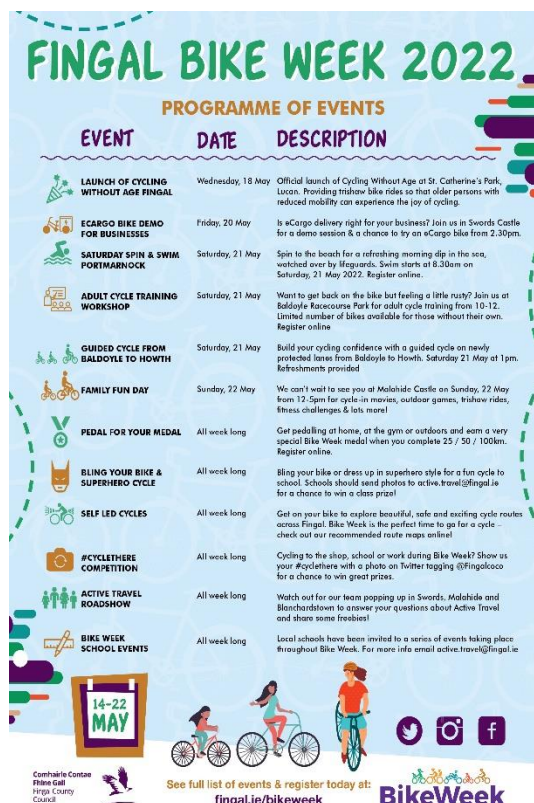 FINGAL BIKE WEEK 2022
PROGRAMME OF EVENTS
EVENT DATE DESCRIPTION
LAUNCH OF CYCLING
WITHOUT AGE FINGAL
Wednesday, 18 May
Official launch of Cycling Without Age at St. Catherine's Park,
Lucan. Providing trishaw bike rides so that older persons with
reduced mobility can experience the joy of cycling.
ECARGO BIKE DEMO
FOR BUSINESSES
Friday, 20 May
Is eCargo delivery right for your business? Join us in Swords Castle
for a demo session & a chance to try an eCargo bike from 2.30pm.
SATURDAY SPIN & SWIM
PORTMARNOCK
Saturday, 21 May
Spin to the beach for a refreshing morning dip in the sea,
watched over by lifeguards. Swim starts at 8.30am on
Saturday, 21 May 2022. Register online.
ADULT CYCLE TRAINING
WORKSHOP
Saturday, 21 May
Want to get back on the bike but feeling a little rusty? Join us at
Baldoyle Racecourse Park for adult cycle training from 10-12.
Limited number of bikes available for those without their own.
Register online
GUIDED CYCLE FROM
BALDOYLE TO HOWTH
Saturday, 21 May
Build your cycling confidence with a guided cycle on newly
protected lanes from Baldoyle to Howth. Saturday 21 May at 1pm.
Refreshments provided
FAMILY FUN DAY
Sunday, 22 May
We can't wait to see you at Malahide Castle on Sunday, 22 May
from 12-5pm for cycle-in movies, outdoor games, trishaw rides,
fitness challenges & lots more!
PEDAL FOR YOUR MEDAL
All week long
Get pedalling at home, at the gym or outdoors and earn a very
special Bike Week medal when you complete 25 / 50 / 100km.
Register online.
BLING YOUR BIKE &
SUPERHERO CYCLE
All week long
Bling your bike or dress up in superhero style for a fun cycle to
school. Schools should send photos to active.travel@fingal.ie
for a chance to win a class prize!
SELF LED CYCLES
All week long
Get on your bike to explore beautiful, safe and exciting cycle routes
across Fingal. Bike Week is the perfect time to go for a cycle –
check out our recommended route maps online!
#CYCLETHERE
COMPETITION
All week long
Cycling to the shop, school or work during Bike Week? Show us
your #cyclethere with a photo on Twitter tagging @Fingalcoco
for a chance to win great prizes.
ACTIVE TRAVEL
ROADSHOW
All week long
Watch out for our team popping up in Swords, Malahide and
Blanchardstown to answer your questions about Active Travel
and share some freebies!
BIKE WEEK
SCHOOL EVENTS
All week long
Local schools have been invited to a series of events taking place
throughout Bike Week. For more info email active.travel@fingal.ie
14-22
MAY
Comhairle Contae
Fhine Gall
Fingal County
Council
See full list of events & register today at:
fingal.ie/bikeweek
BikeWeek